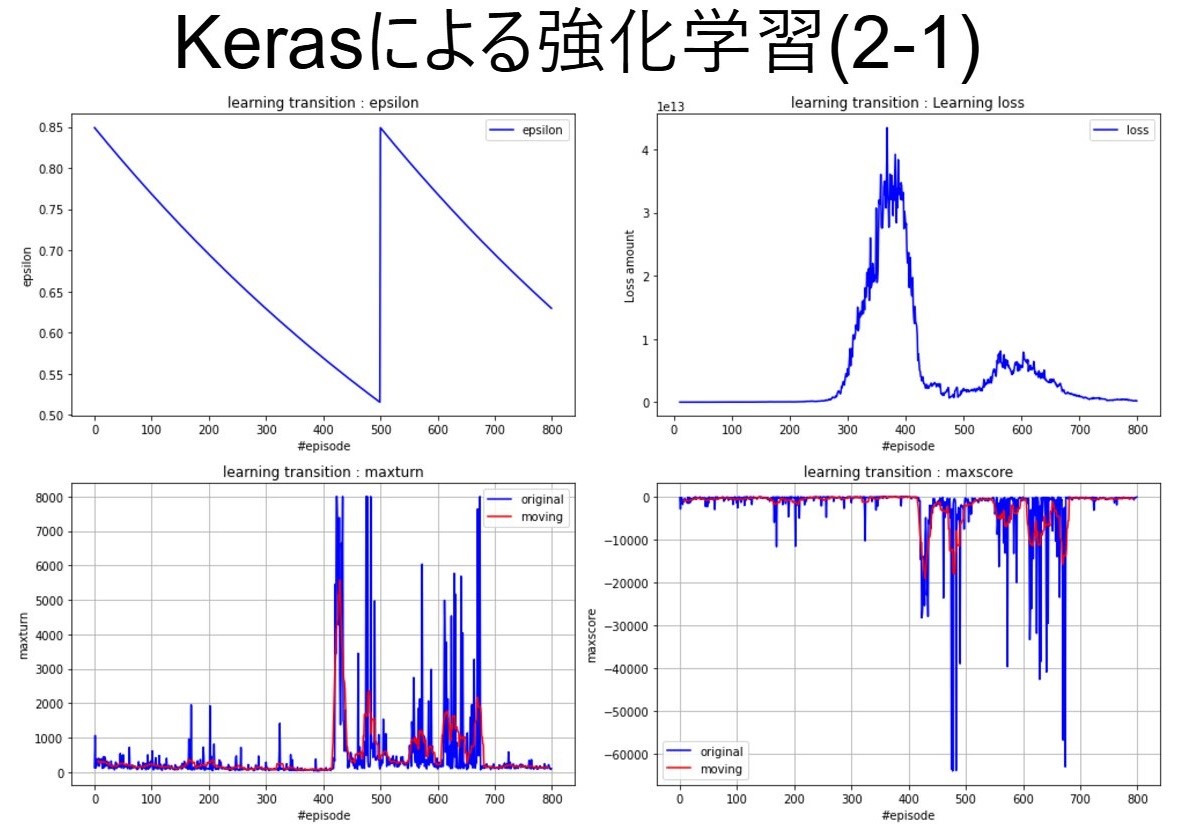 Kerasによる強化学習(2-1)
learning transition : epsilon
epsilon
0.85
0.80
0.75
0.70
0.65
0.60
0.55
0.50
epsilon
0 100 200 300 400 500 600 700 800
#episode
learning transition : Learning loss
1e13
loss
4
3
2
1
0
Loss amount
0 100 200 300 400 500 600 700 800
#episode
learning transition : maxturn
original
moving
8000
7000
6000
5000
4000
3000
2000
1000
0
maxturn
0 100 200 300 400 500 600 700 800
#episode
learning transition : maxscore
0
−10000
−20000
−30000
−40000
−50000
−60000
maxscore
original
moving
0 100 200 300 400 500 600 700 800
#episode